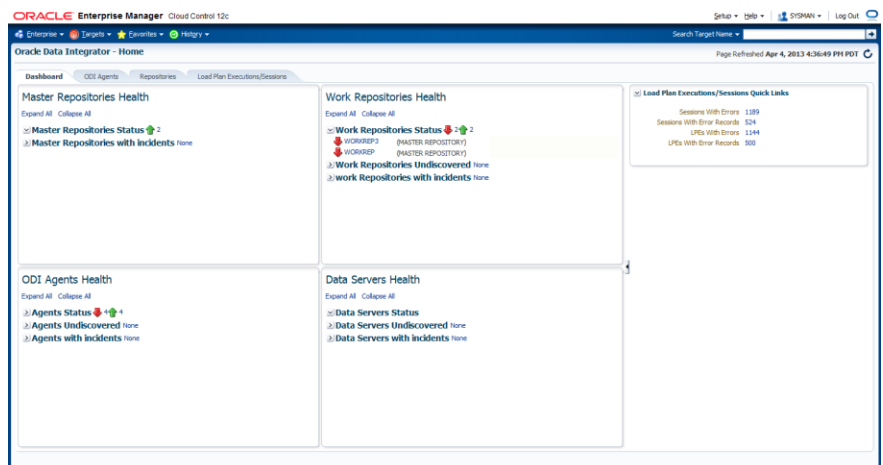 ORACLE Enterprise Manager Cloud Control 12c
Setup Help SYSMAN Log Out
Enterprise Targets Favorites History
Search Target Name
Oracle Data Integrator - Home
Page Refreshed Apr 4, 2013 4:36:49 PM PDT
Dashboard ODI Agents Repositories Load Plan Executions/Sessions
Master Repositories Health
Expand All Collapse All
Master Repositories Status 2
Master Repositories with incidents None
Work Repositories Health
Expand All Collapse All
Work Repositories Status 2 2
WORKREP3 (MASTER REPOSITORY)
WORKREP (MASTER REPOSITORY)
Work Repositories Undiscovered None
work Repositories with incidents None
Load Plan Executions/Sessions Quick Links
Sessions With Errors 1189
Sessions With Error Records 524
LPEs With Errors 1144
LPEs With Error Records 500
ODI Agents Health
Expand All Collapse All
Agents Status 4 4
Agents Undiscovered None
Agents with incidents None
Data Servers Health
Expand All Collapse All
Data Servers Status
Data Servers Undiscovered None
Data Servers with incidents None